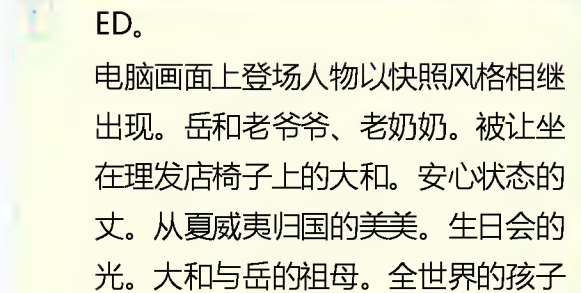 ED。
电脑画面上登场人物以快照风格相继
出现。岳和老爷爷、老奶奶。被让坐
在理发店椅子上的大和。安心状态的
丈。从夏威夷归国的美美。生日会的
光。大和与岳的祖母。全世界的孩子